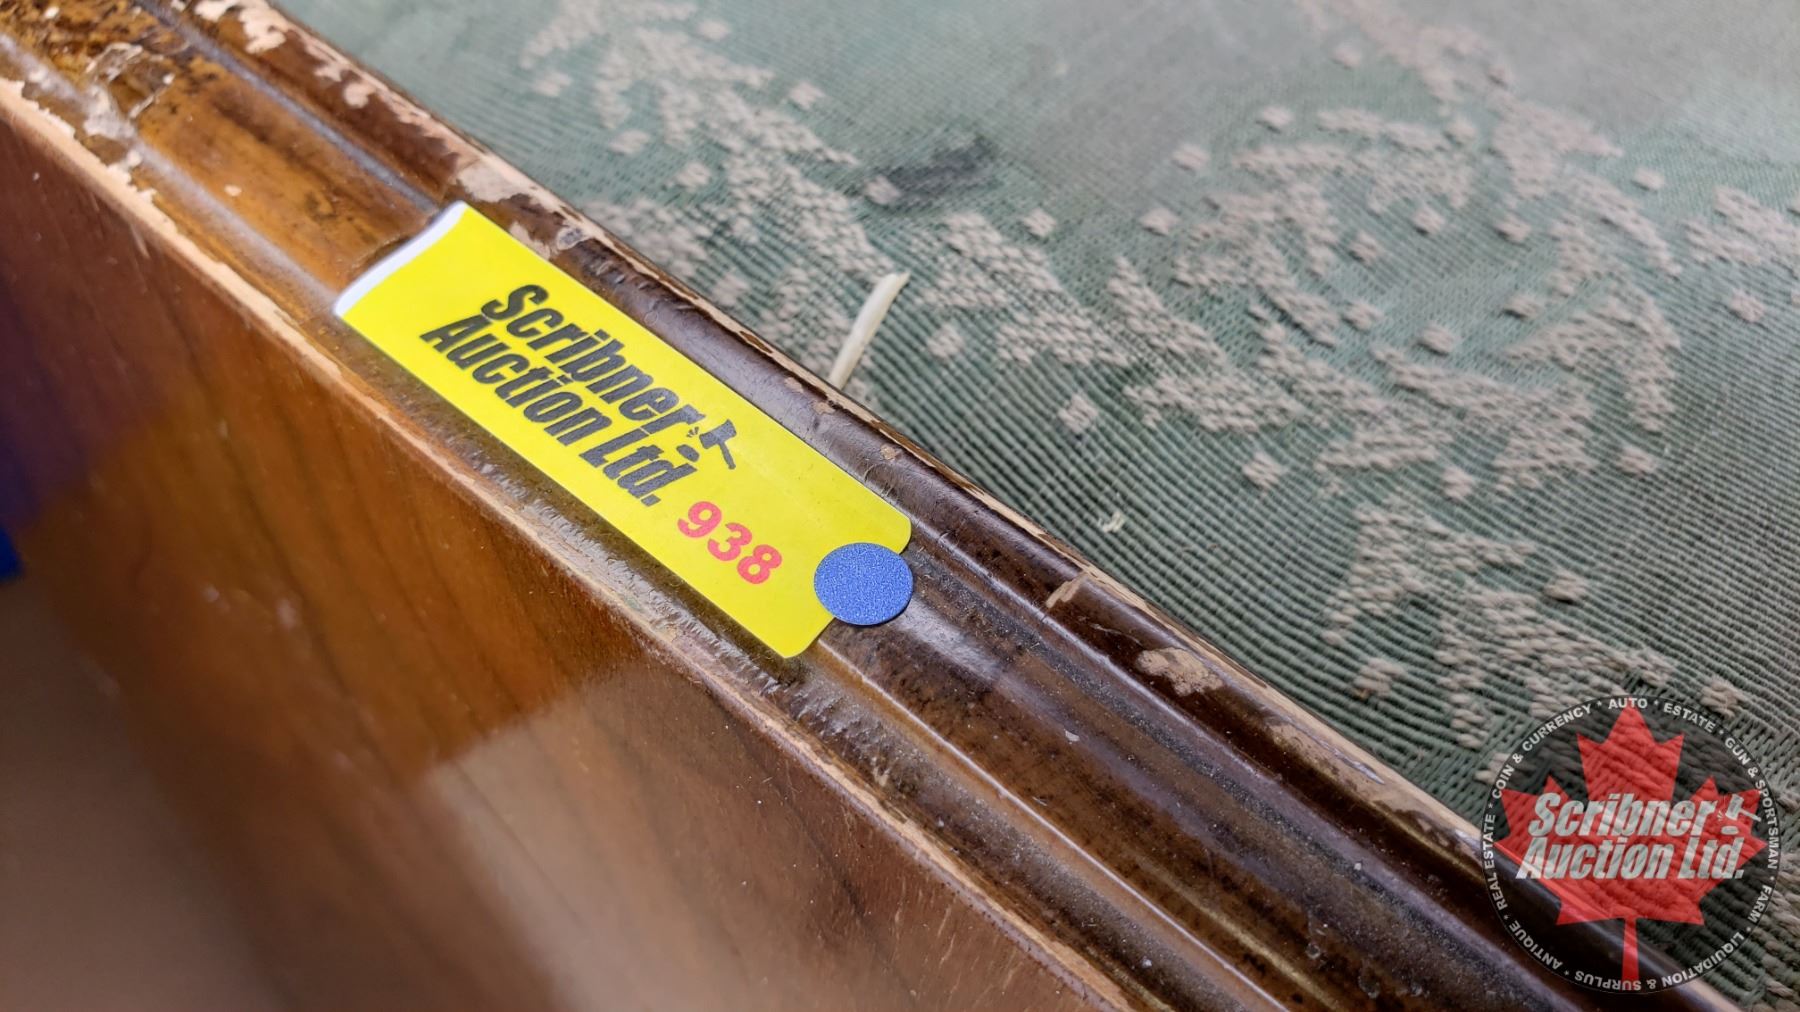 Scribner
Auction Ltd.
938
Scribner
Auction Ltd.
REAL ESTATE * COIN & CURRENCY * AUTO * ESTATE * GUN & SPORTSMAN * FARM * LIQUIDATION & SURPLUS * ANTIQUE *